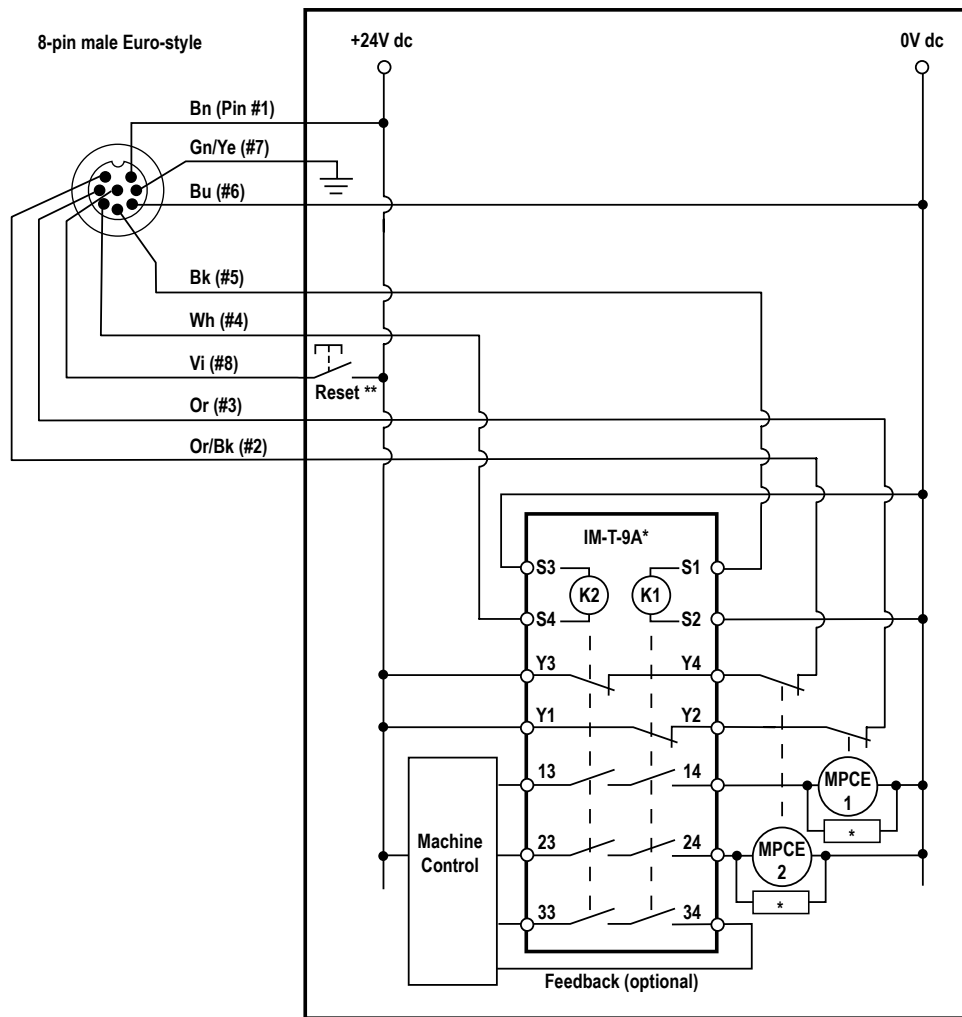 8-pin male Euro-style
+24V dc
0V dc
Bn (Pin #1)
Gn/Ye (#7)
Bu (#6)
Bk (#5)
Wh (#4)
Vi (#8)
Reset **
Or (#3)
Or/Bk (#2)
IM-T-9A*
S3
K2
K1
S1
S4
S2
Y3
Y4
Y1
Y2
13
14
MPCE
1
*
Machine
Control
23
24
MPCE
2
*
33
34
Feedback (optional)